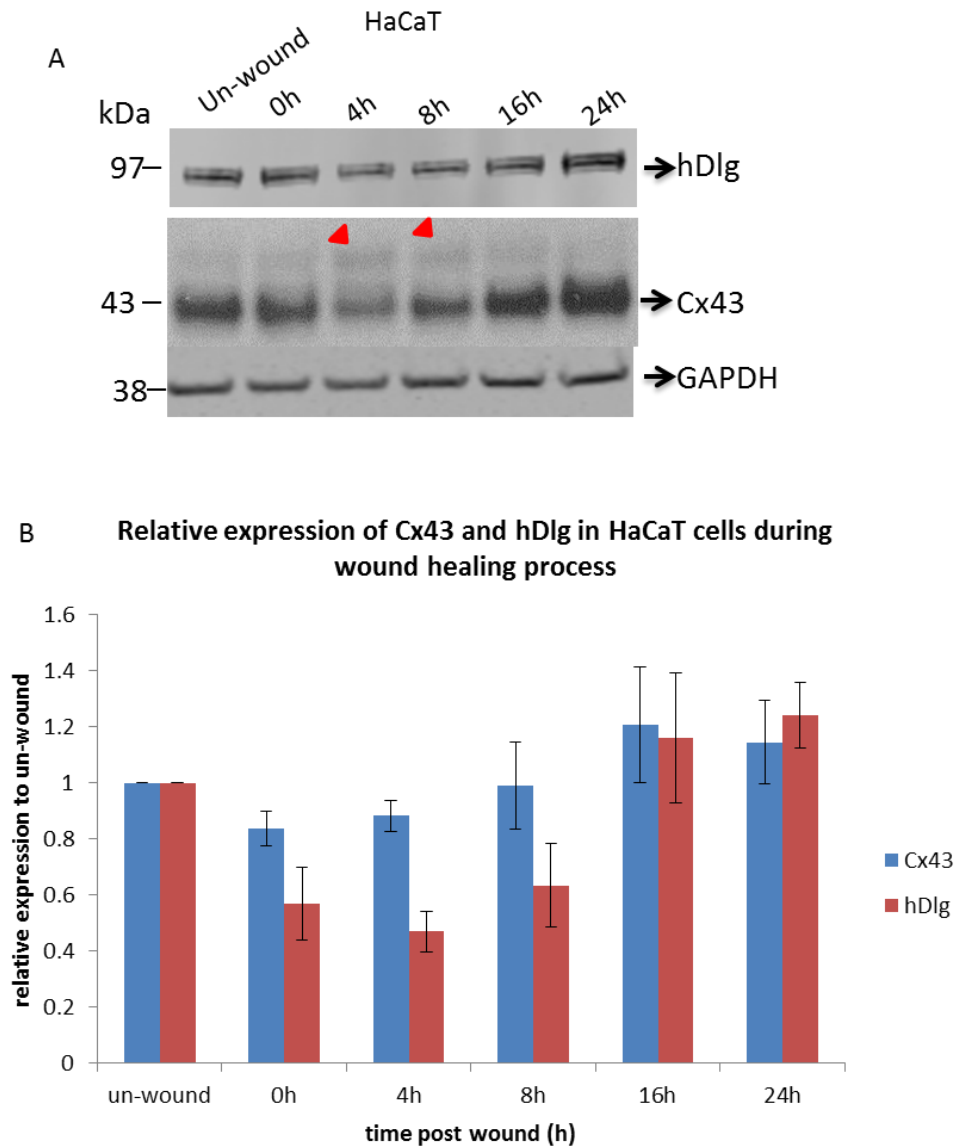 HaCaT
A
Un-wound 0h 4h 8h 16h 24h
kDa
97 hDlg
43 Cx43
38 GAPDH
B
Relative expression of Cx43 and hDlg in HaCaT cells during
wound healing process
relative expression to un-wound
1.6
1.4
1.2
1
0.8
0.6
0.4
0.2
0
Cx43
hDlg
un-wound 0h 4h 8h 16h 24h
time post wound (h)